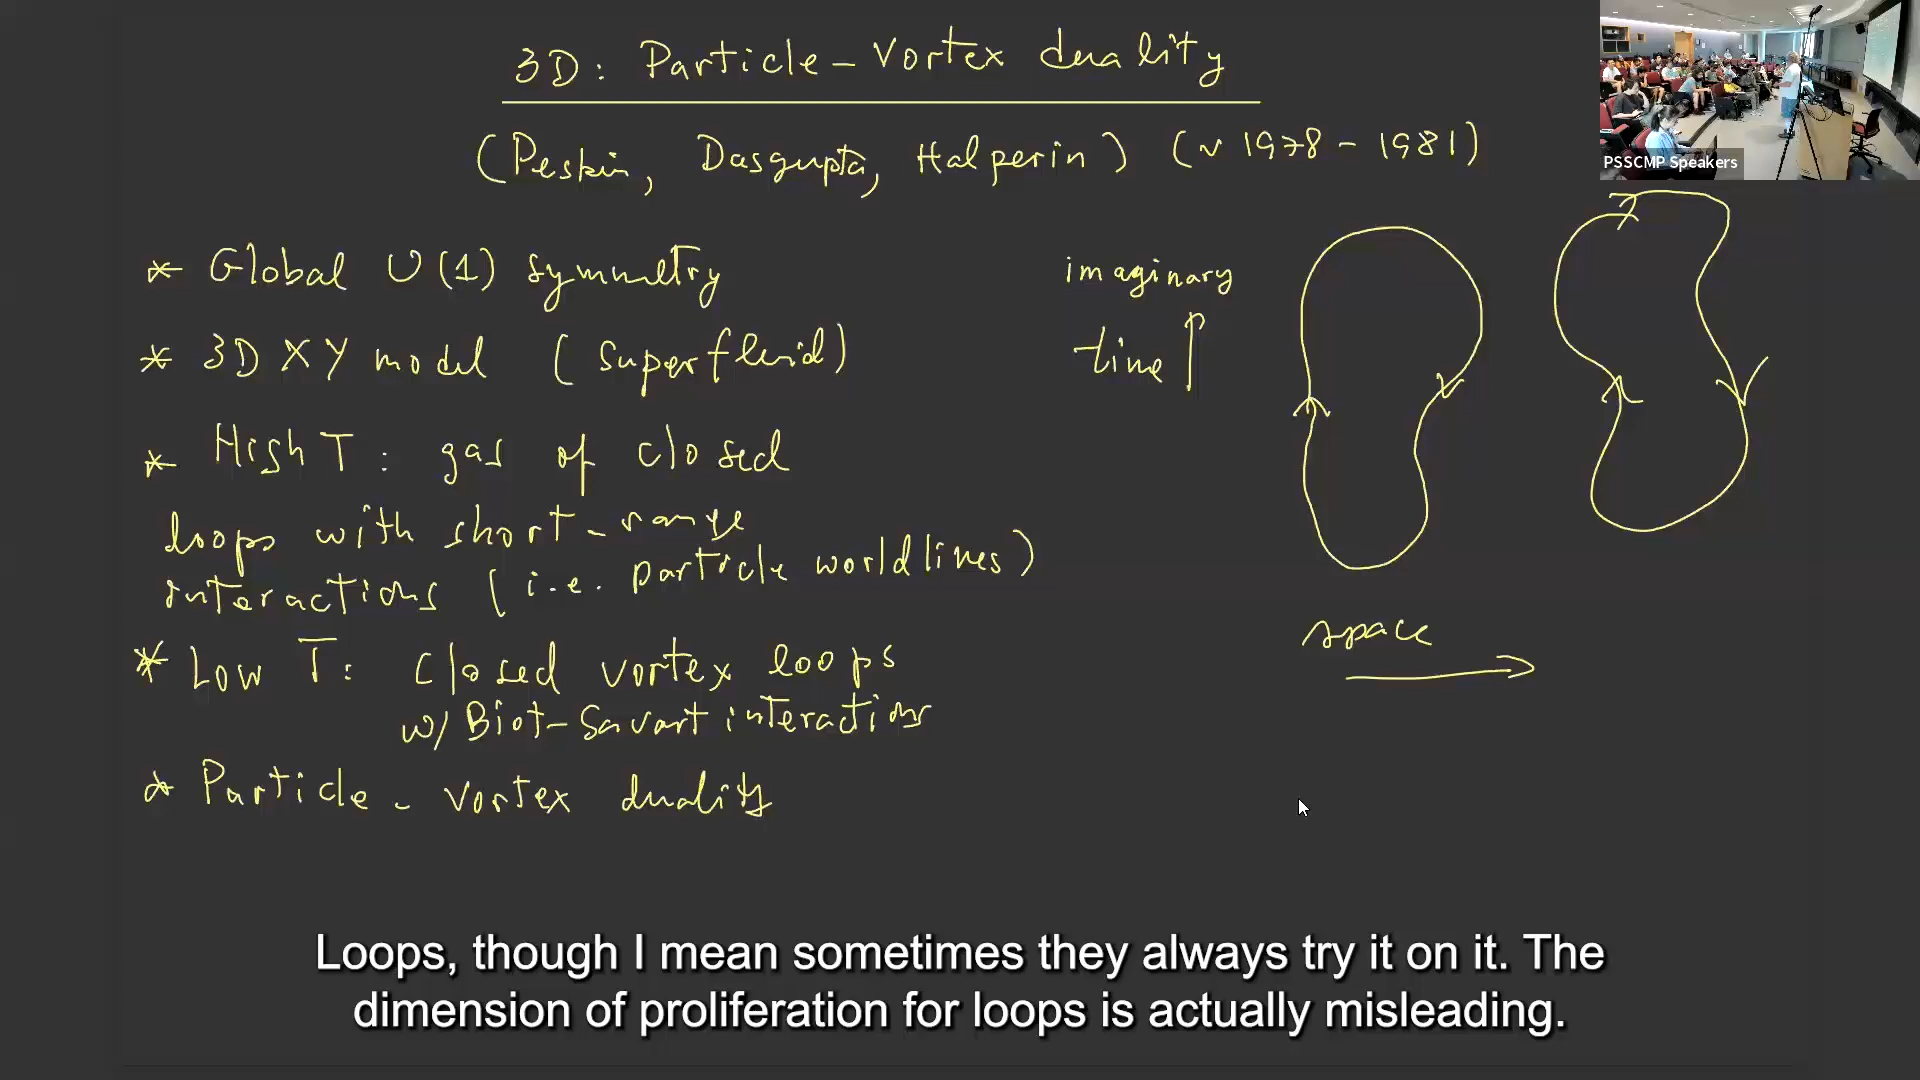 3D: Particle - Vortex duality
(Peskin, Dasgupta, Halperin) (~ 1978 - 1981)
PSSCMP Speakers
* Global U(1) symmetry
* 3D XY model (superfluid)
* High T: gas of closed
loops with short-range
interactions (i.e. particle worldlines)
* Low T: closed vortex loops
w/ Biot-Savart interactions
* Particle - vortex duality
imaginary
time
space
Loops, though I mean sometimes they always try it on it. The
dimension of proliferation for loops is actually misleading.